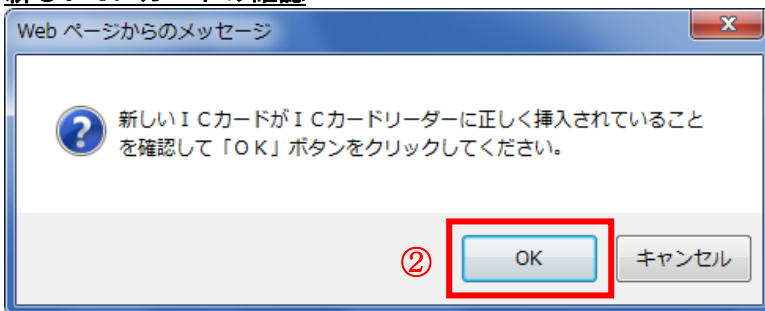 Web ページからのメッセージ
新しいＩＣカードがＩＣカードリーダーに正しく挿入されていること
を確認して「ＯＫ」ボタンをクリックしてください。
② OK キャンセル